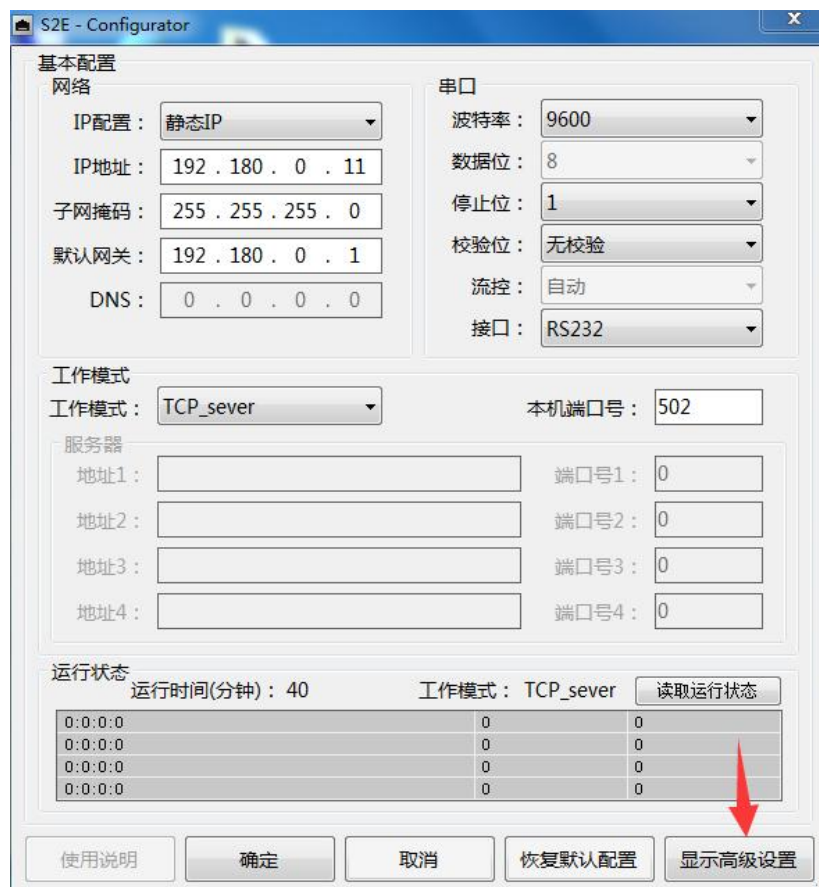 S2E - Configurator
X
基本配置
网络
IP配置： 静态IP
IP地址： 192 . 180 . 0 . 11
子网掩码： 255 . 255 . 255 . 0
默认网关： 192 . 180 . 0 . 1
DNS： 0 . 0 . 0 . 0
串口
波特率： 9600
数据位： 8
停止位： 1
校验位： 无校验
流控： 自动
接口： RS232
工作模式
工作模式： TCP_sever 本机端口号： 502
服务器
地址1： 端口号1： 0
地址2： 端口号2： 0
地址3： 端口号3： 0
地址4： 端口号4： 0
运行状态
运行时间(分钟)： 40 工作模式： TCP_sever 读取运行状态
0:0:0:0 0 0
0:0:0:0 0 0
0:0:0:0 0 0
0:0:0:0 0 0
使用说明 确定 取消 恢复默认配置 显示高级设置